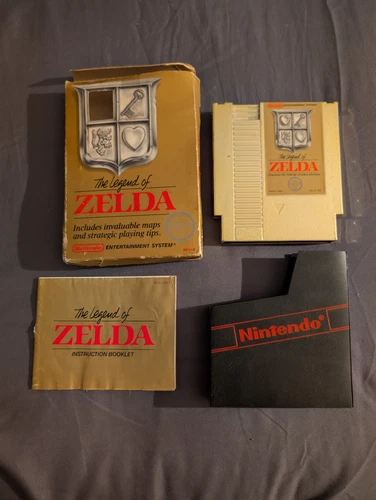 The Legend of
ZELDA
Includes invaluable maps
and strategic playing tips.
Nintendo ENTERTAINMENT SYSTEM
The Legend of
ZELDA
The Legend of
ZELDA
INSTRUCTION BOOKLET
Nintendo®